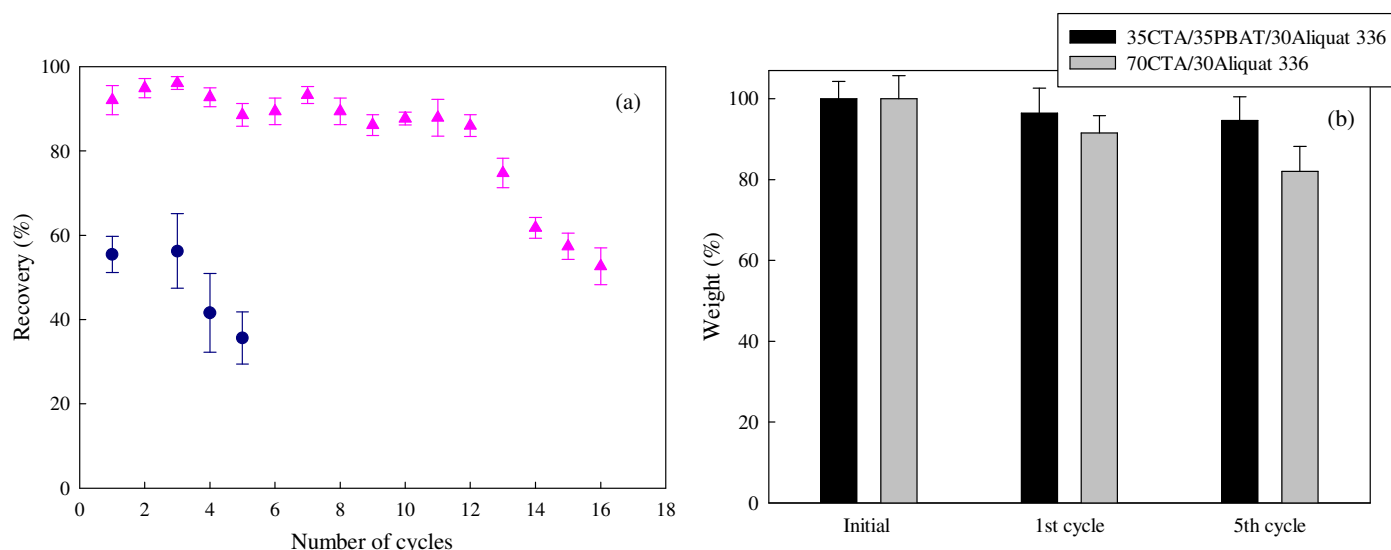 35CTA/35PBAT/30Aliquat 336
70CTA/30Aliquat 336
(a)
Recovery (%)
100
80
60
40
20
0
0 2 4 6 8 10 12 14 16 18
Number of cycles
(b)
Weight (%)
100
80
60
40
20
0
Initial 1st cycle 5th cycle